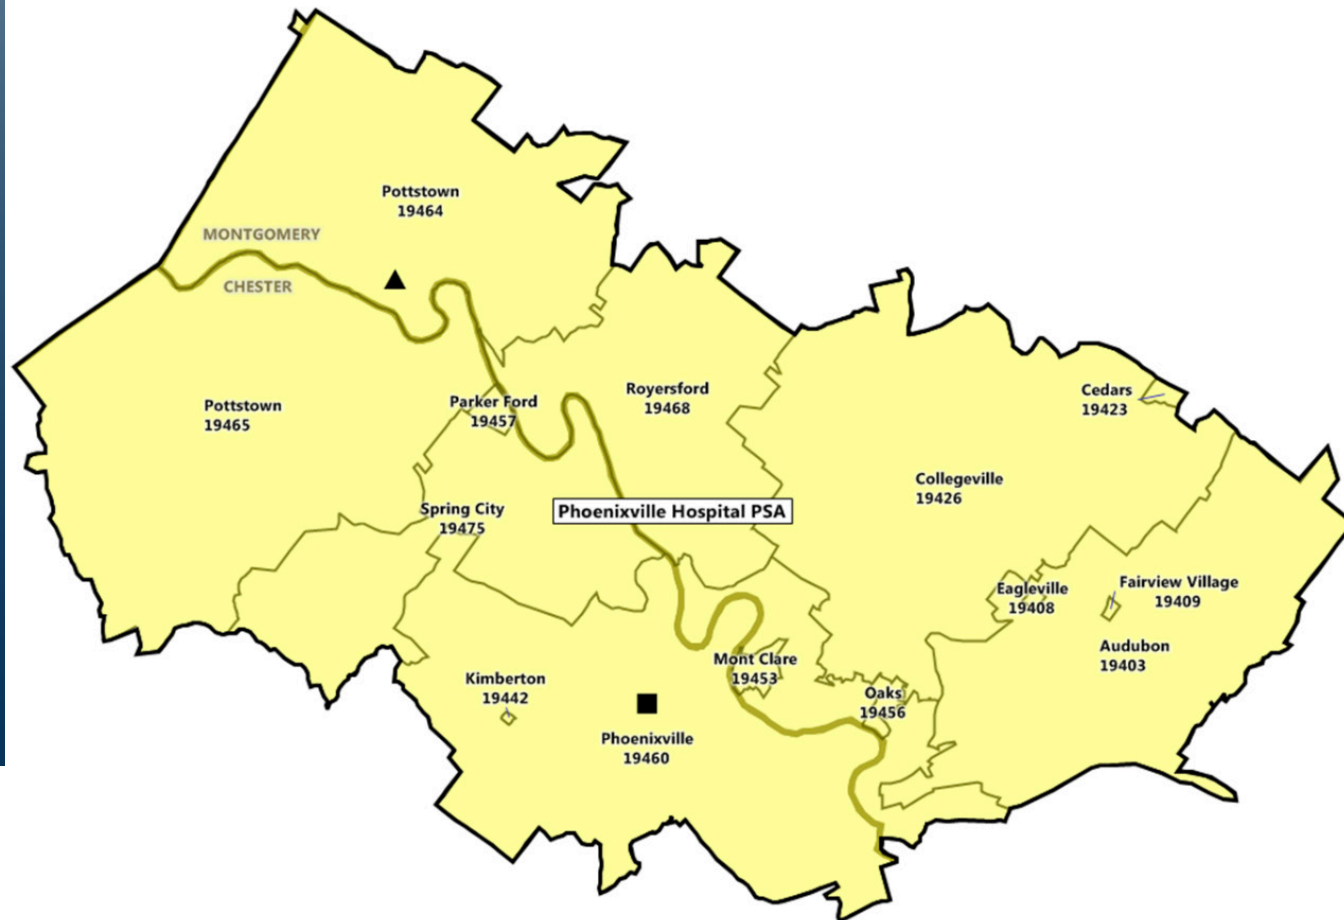 Pottstown
19464
MONTGOMERY
CHESTER
Pottstown
19465
Parker Ford
19457
Royersford
19468
Cedars
19423
Collegeville
19426
Spring City
19475
Phoenixville Hospital PSA
Eagleville
19408
Fairview Village
19409
Audubon
19403
Mont Clare
19453
Kimberton
19442
Oaks
19456
Phoenixville
19460